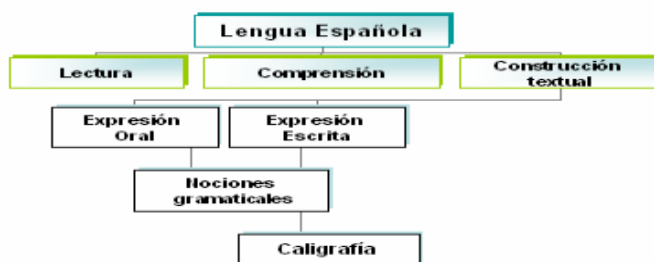 Lengua Española
Lectura
Comprensión
Construcción
textual
Expresión
Oral
Expresión
Escrita
Nociones
gramaticales
Caligrafía